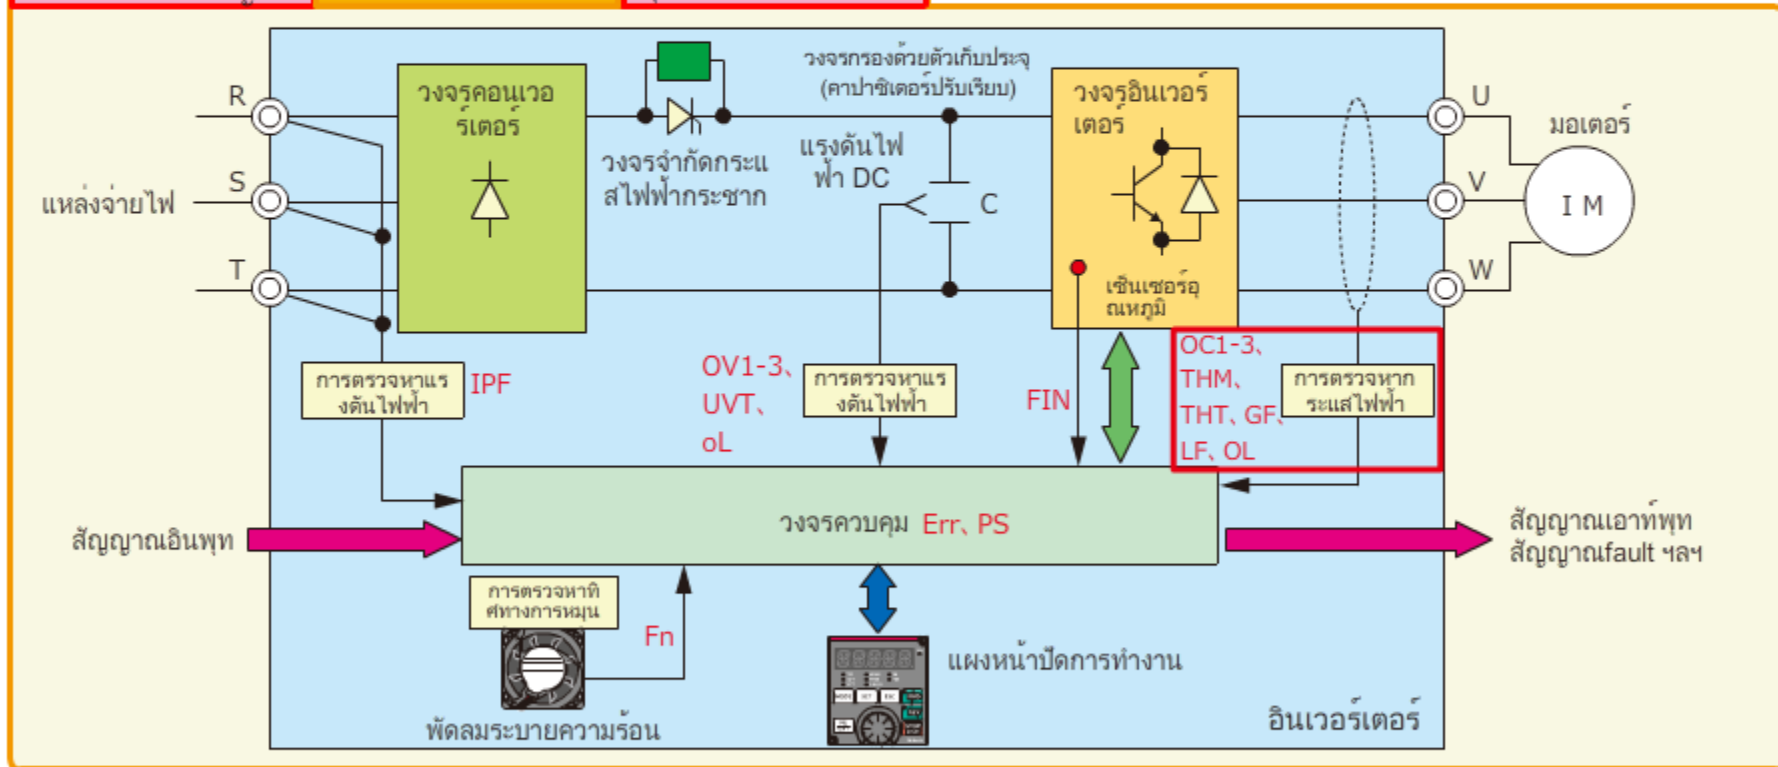 วงจรกรองด้วยตัวเก็บประจุ
(คาปาซิเตอร์ปรับเรียบ)
วงจรคอนเวอ
ร์เตอร์
วงจรอินเวอร์
เตอร์
R
S
T
แหล่งจ่ายไฟ
วงจรจำกัดกระแ
สไฟฟ้ากระชาก
แรงดันไฟ
ฟ้า DC
C
U
V
W
มอเตอร์
I M
เซ็นเซอร์อุ
ณหภูมิ
การตรวจหาแร
งดันไฟฟ้า
IPF
OV1-3、
UVT、
oL
การตรวจหาแร
งดันไฟฟ้า
FIN
OC1-3、
THM、
THT、GF、
LF、OL
การตรวจหาก
ระแสไฟฟ้า
สัญญาณอินพุท
วงจรควบคุม Err、PS
สัญญาณเอาท์พุท
สัญญาณfault ฯลฯ
การตรวจหาทิ
ศทางการหมุน
Fn
พัดลมระบายความร้อน
แผงหน้าปัดการทำงาน
อินเวอร์เตอร์